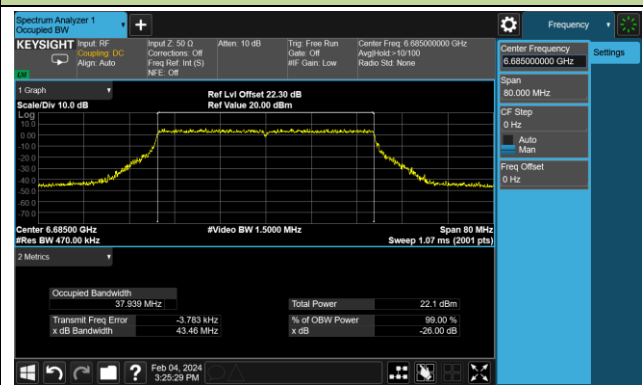 Spectrum Analyzer 1
Occupied BW
Frequency
KEYSIGHT
Input: RF
Coupling: DC
Align: Auto
Input Z: 50 Ω
Corrections: Off
Freq Ref: Int (S)
NFE: Off
Atten: 10 dB
Trig: Free Run
Gate: Off
#IF Gain: Low
Center Freq: 6.685000000 GHz
Avg|Hold:>10/100
Radio Std: None
Center Frequency
6.685000000 GHz
Settings
Span
80.000 MHz
CF Step
0 Hz
Auto
Man
Freq Offset
0 Hz
1 Graph
Scale/Div 10.0 dB
Ref Lvl Offset 22.30 dB
Ref Value 20.00 dBm
Log
10.0
0.00
-10.0
-20.0
-30.0
-40.0
-50.0
-60.0
-70.0
Center 6.68500 GHz
#Video BW 1.5000 MHz
Span 80 MHz
#Res BW 470.00 kHz
Sweep 1.07 ms (2001 pts)
2 Metrics
Occupied Bandwidth
37.939 MHz
Total Power
22.1 dBm
Transmit Freq Error
-3.783 kHz
% of OBW Power
99.00 %
x dB Bandwidth
43.46 MHz
x dB
-26.00 dB
Feb 04, 2024
3:25:29 PM